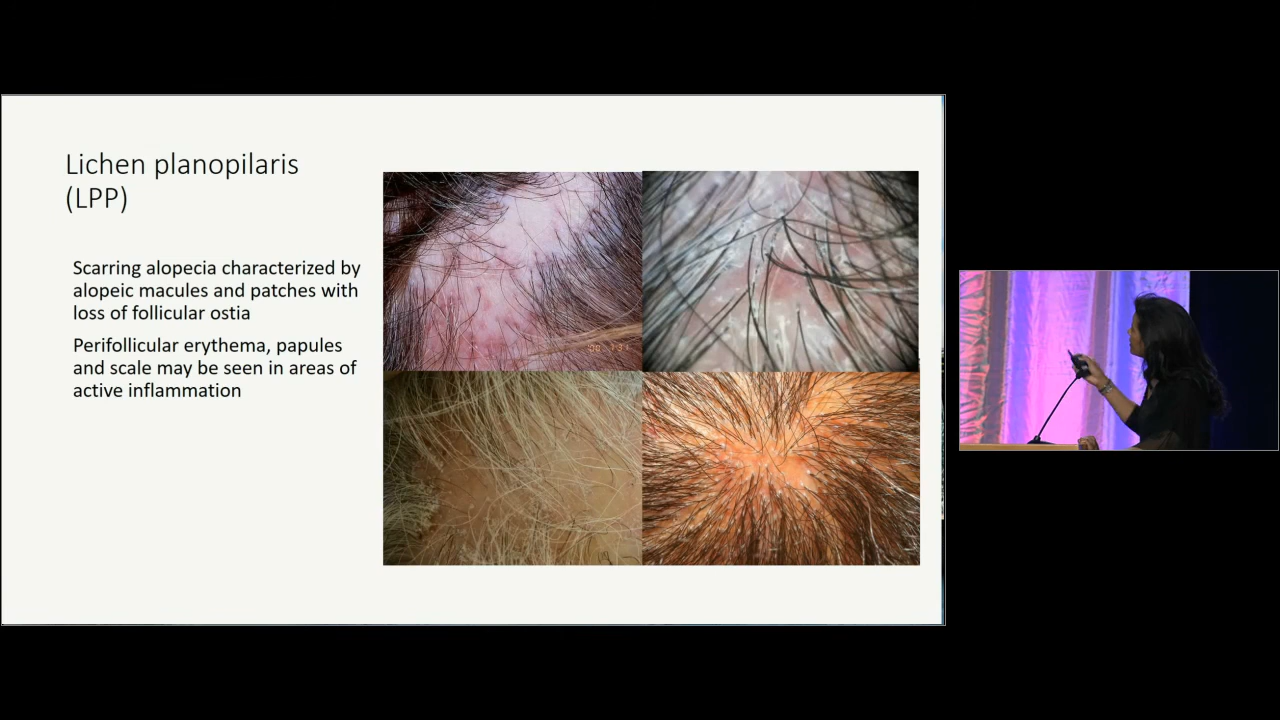 Lichen planopilaris
(LPP)
Scarring alopecia characterized by
alopeic macules and patches with
loss of follicular ostia
Perifollicular erythema, papules
and scale may be seen in areas of
active inflammation